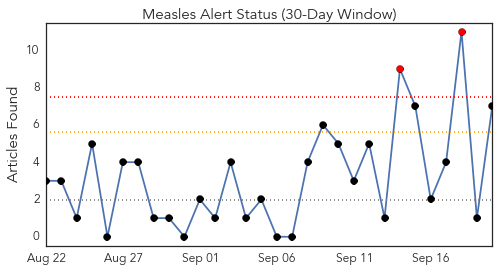 Measles Alert Status (30-Day Window)
Articles Found
10
8
6
4
2
0
Aug 22 Aug 27 Sep 01 Sep 06 Sep 11 Sep 16